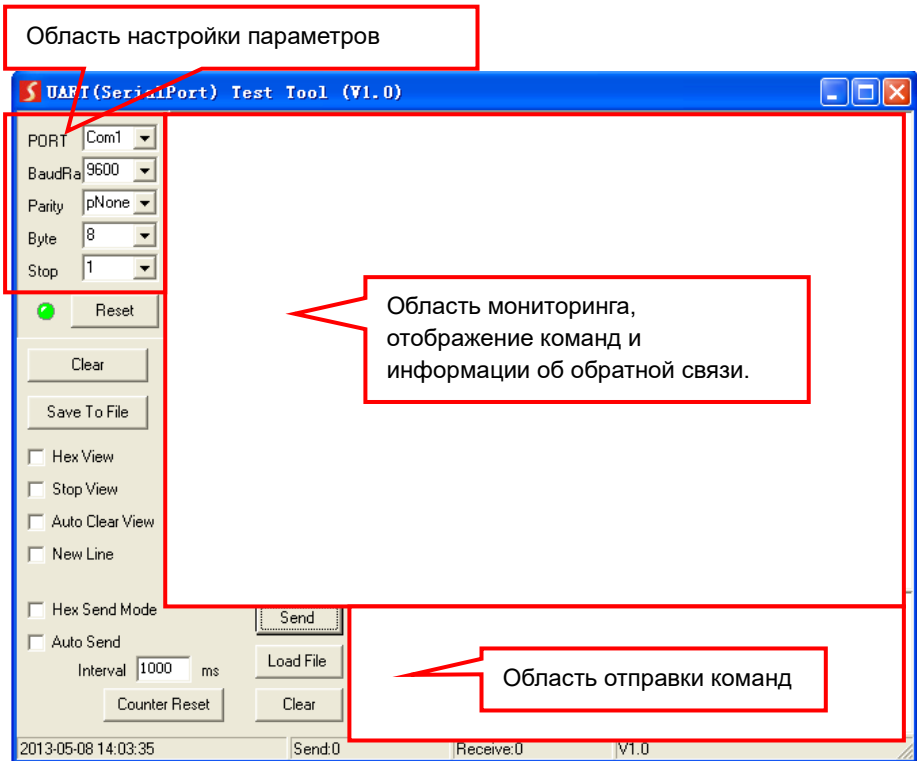 Область настройки параметров
UART(SerialPort) Test Tool (V1.0)
PORT Com1
BaudRa 9600
Parity pNone
Byte 8
Stop 1
Reset
Clear
Save To File
Hex View
Stop View
Auto Clear View
New Line
Область мониторинга,
отображение команд и
информации об обратной связи.
Hex Send Mode
Auto Send
Interval 1000 ms
Counter Reset
Send
Load File
Clear
Область отправки команд
2013-05-08 14:03:35 Send:0 Receive:0 V1.0